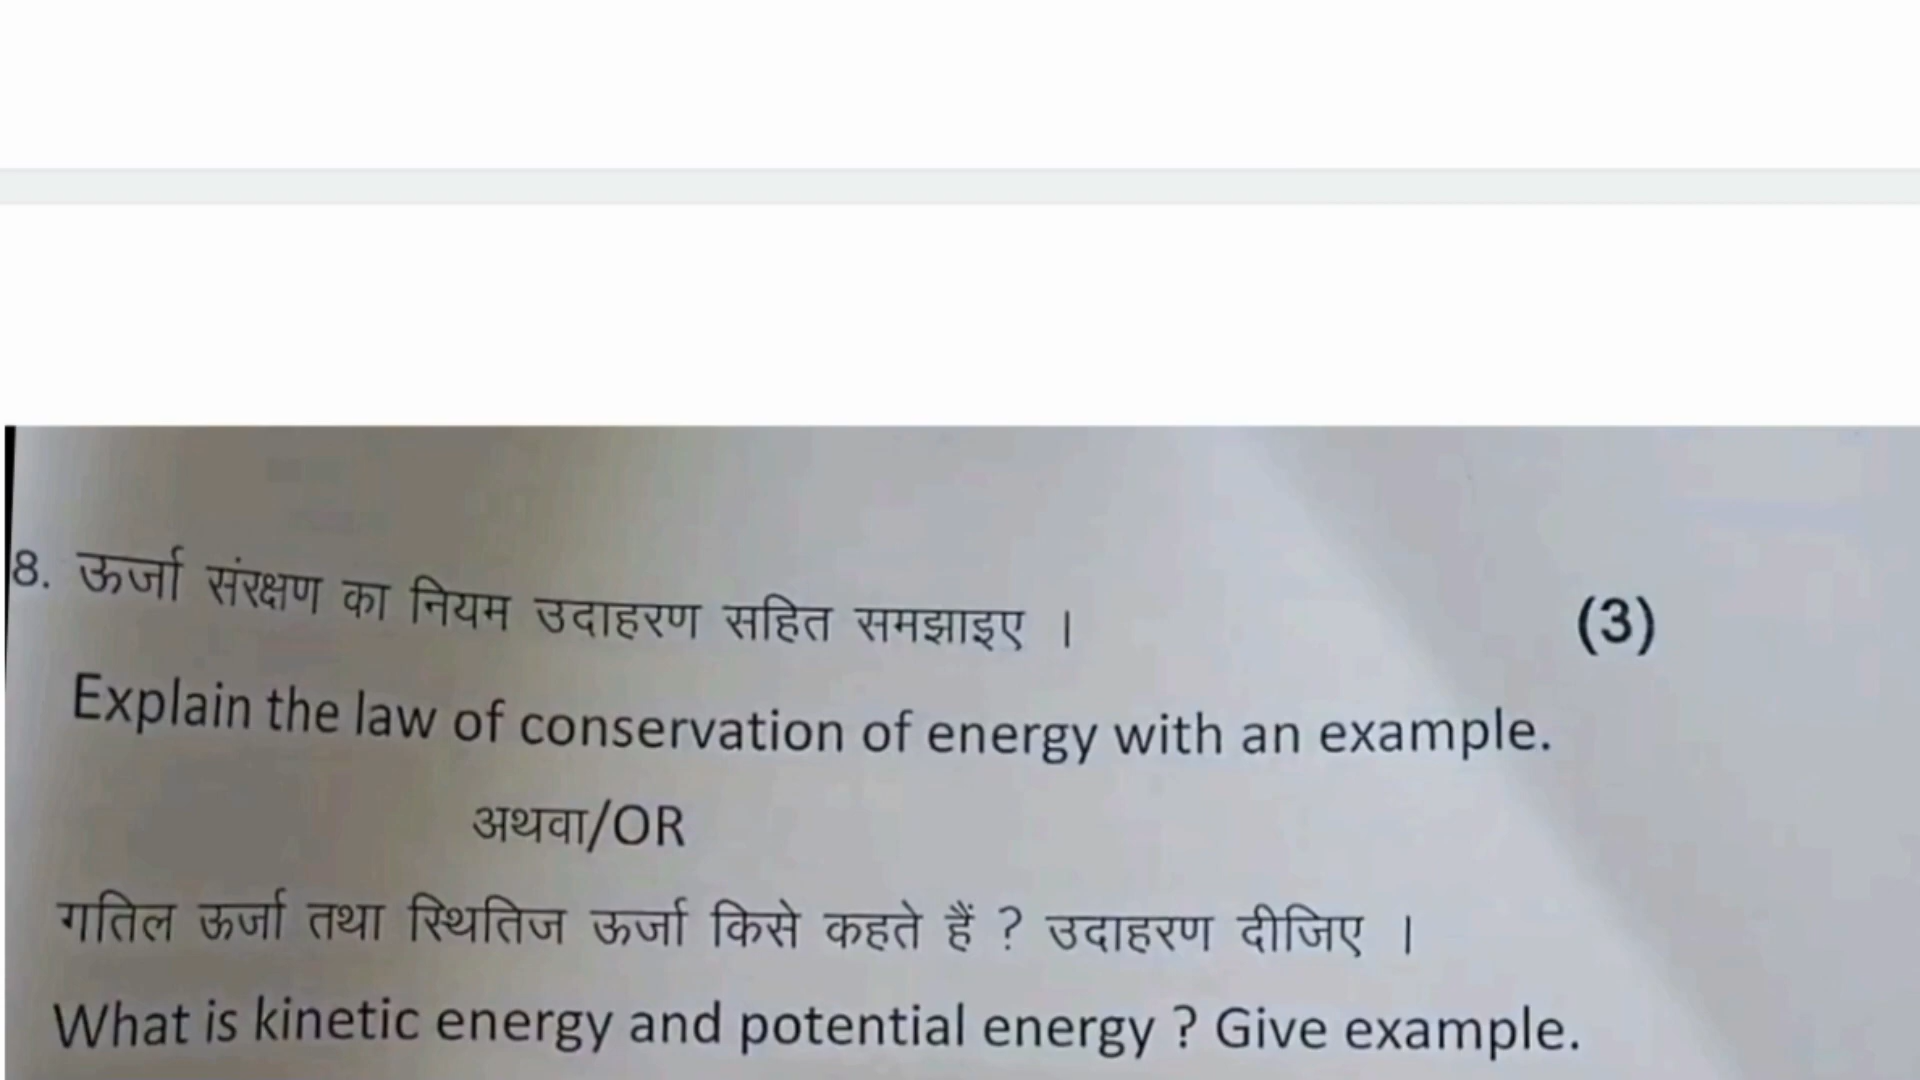 8. ऊर्जा संरक्षण का नियम उदाहरण सहित समझाइए । (3)
Explain the law of conservation of energy with an example.
अथवा/OR
गतिल ऊर्जा तथा स्थितिज ऊर्जा किसे कहते हैं ? उदाहरण दीजिए ।
What is kinetic energy and potential energy ? Give example.